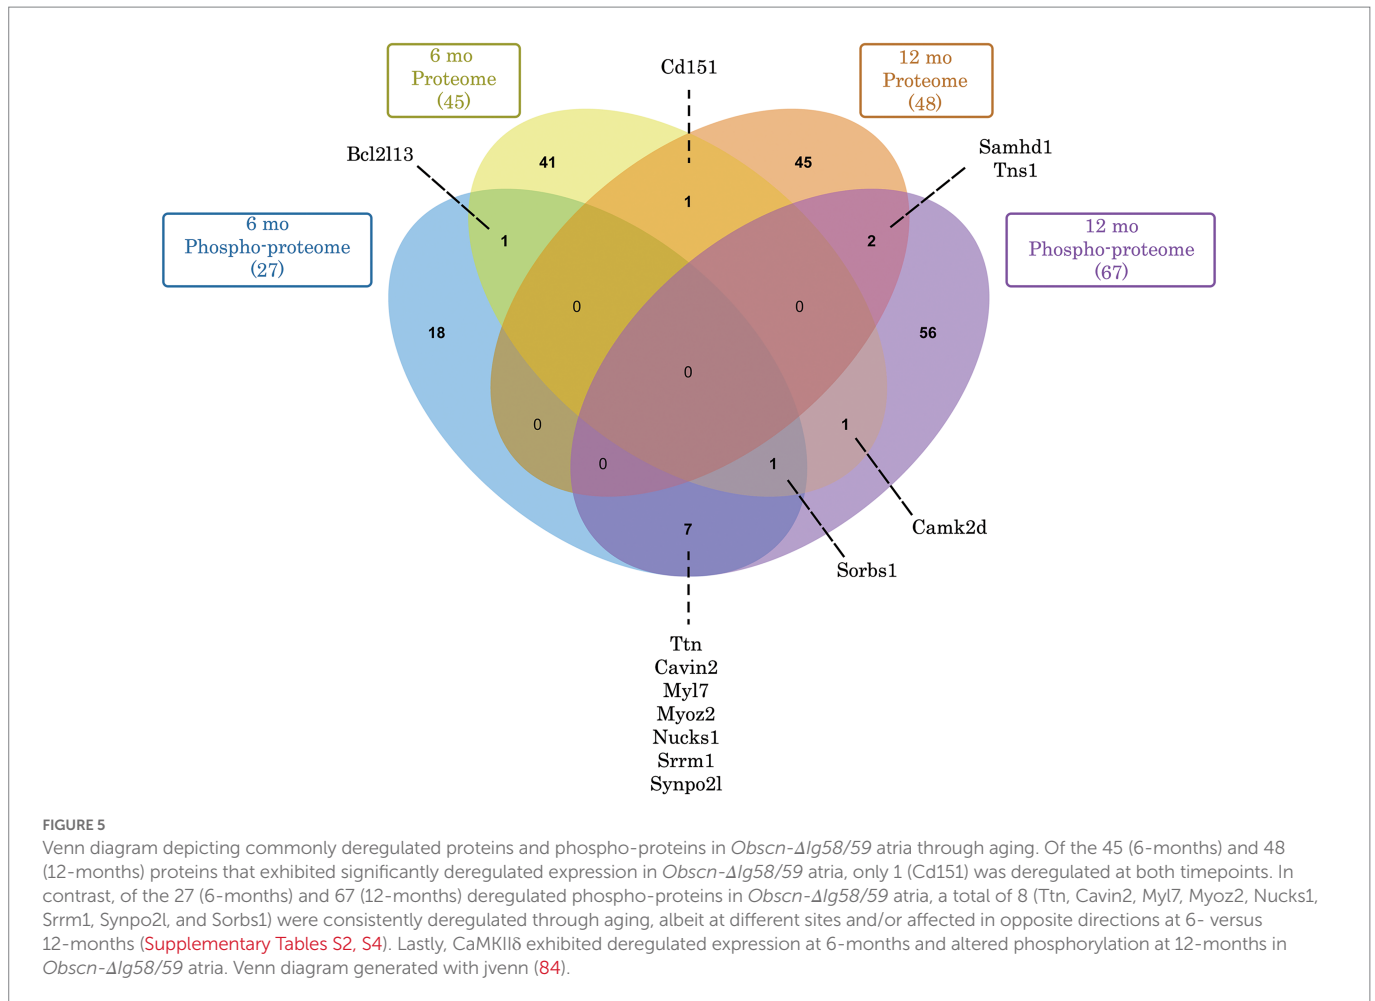 6 mo
Proteome
(45)
Cd151
12 mo
Proteome
(48)
Bcl2l13
Samhd1
Tns1
6 mo
Phospho-proteome
(27)
12 mo
Phospho-proteome
(67)
41
45
1
1
2
0
0
18
56
0
0
1
0
1
7
Camk2d
Sorbs1
Ttn
Cavin2
Myl7
Myoz2
Nucks1
Srrm1
Synpo2l
FIGURE 5
Venn diagram depicting commonly deregulated proteins and phospho-proteins in Obscn-ΔIg58/59 atria through aging. Of the 45 (6-months) and 48
(12-months) proteins that exhibited significantly deregulated expression in Obscn-ΔIg58/59 atria, only 1 (Cd151) was deregulated at both timepoints. In
contrast, of the 27 (6-months) and 67 (12-months) deregulated phospho-proteins in Obscn-ΔIg58/59 atria, a total of 8 (Ttn, Cavin2, Myl7, Myoz2, Nucks1,
Srrm1, Synpo2l, and Sorbs1) were consistently deregulated through aging, albeit at different sites and/or affected in opposite directions at 6- versus
12-months (Supplementary Tables S2, S4). Lastly, CaMKIIδ exhibited deregulated expression at 6-months and altered phosphorylation at 12-months in
Obscn-ΔIg58/59 atria. Venn diagram generated with jvenn (84).